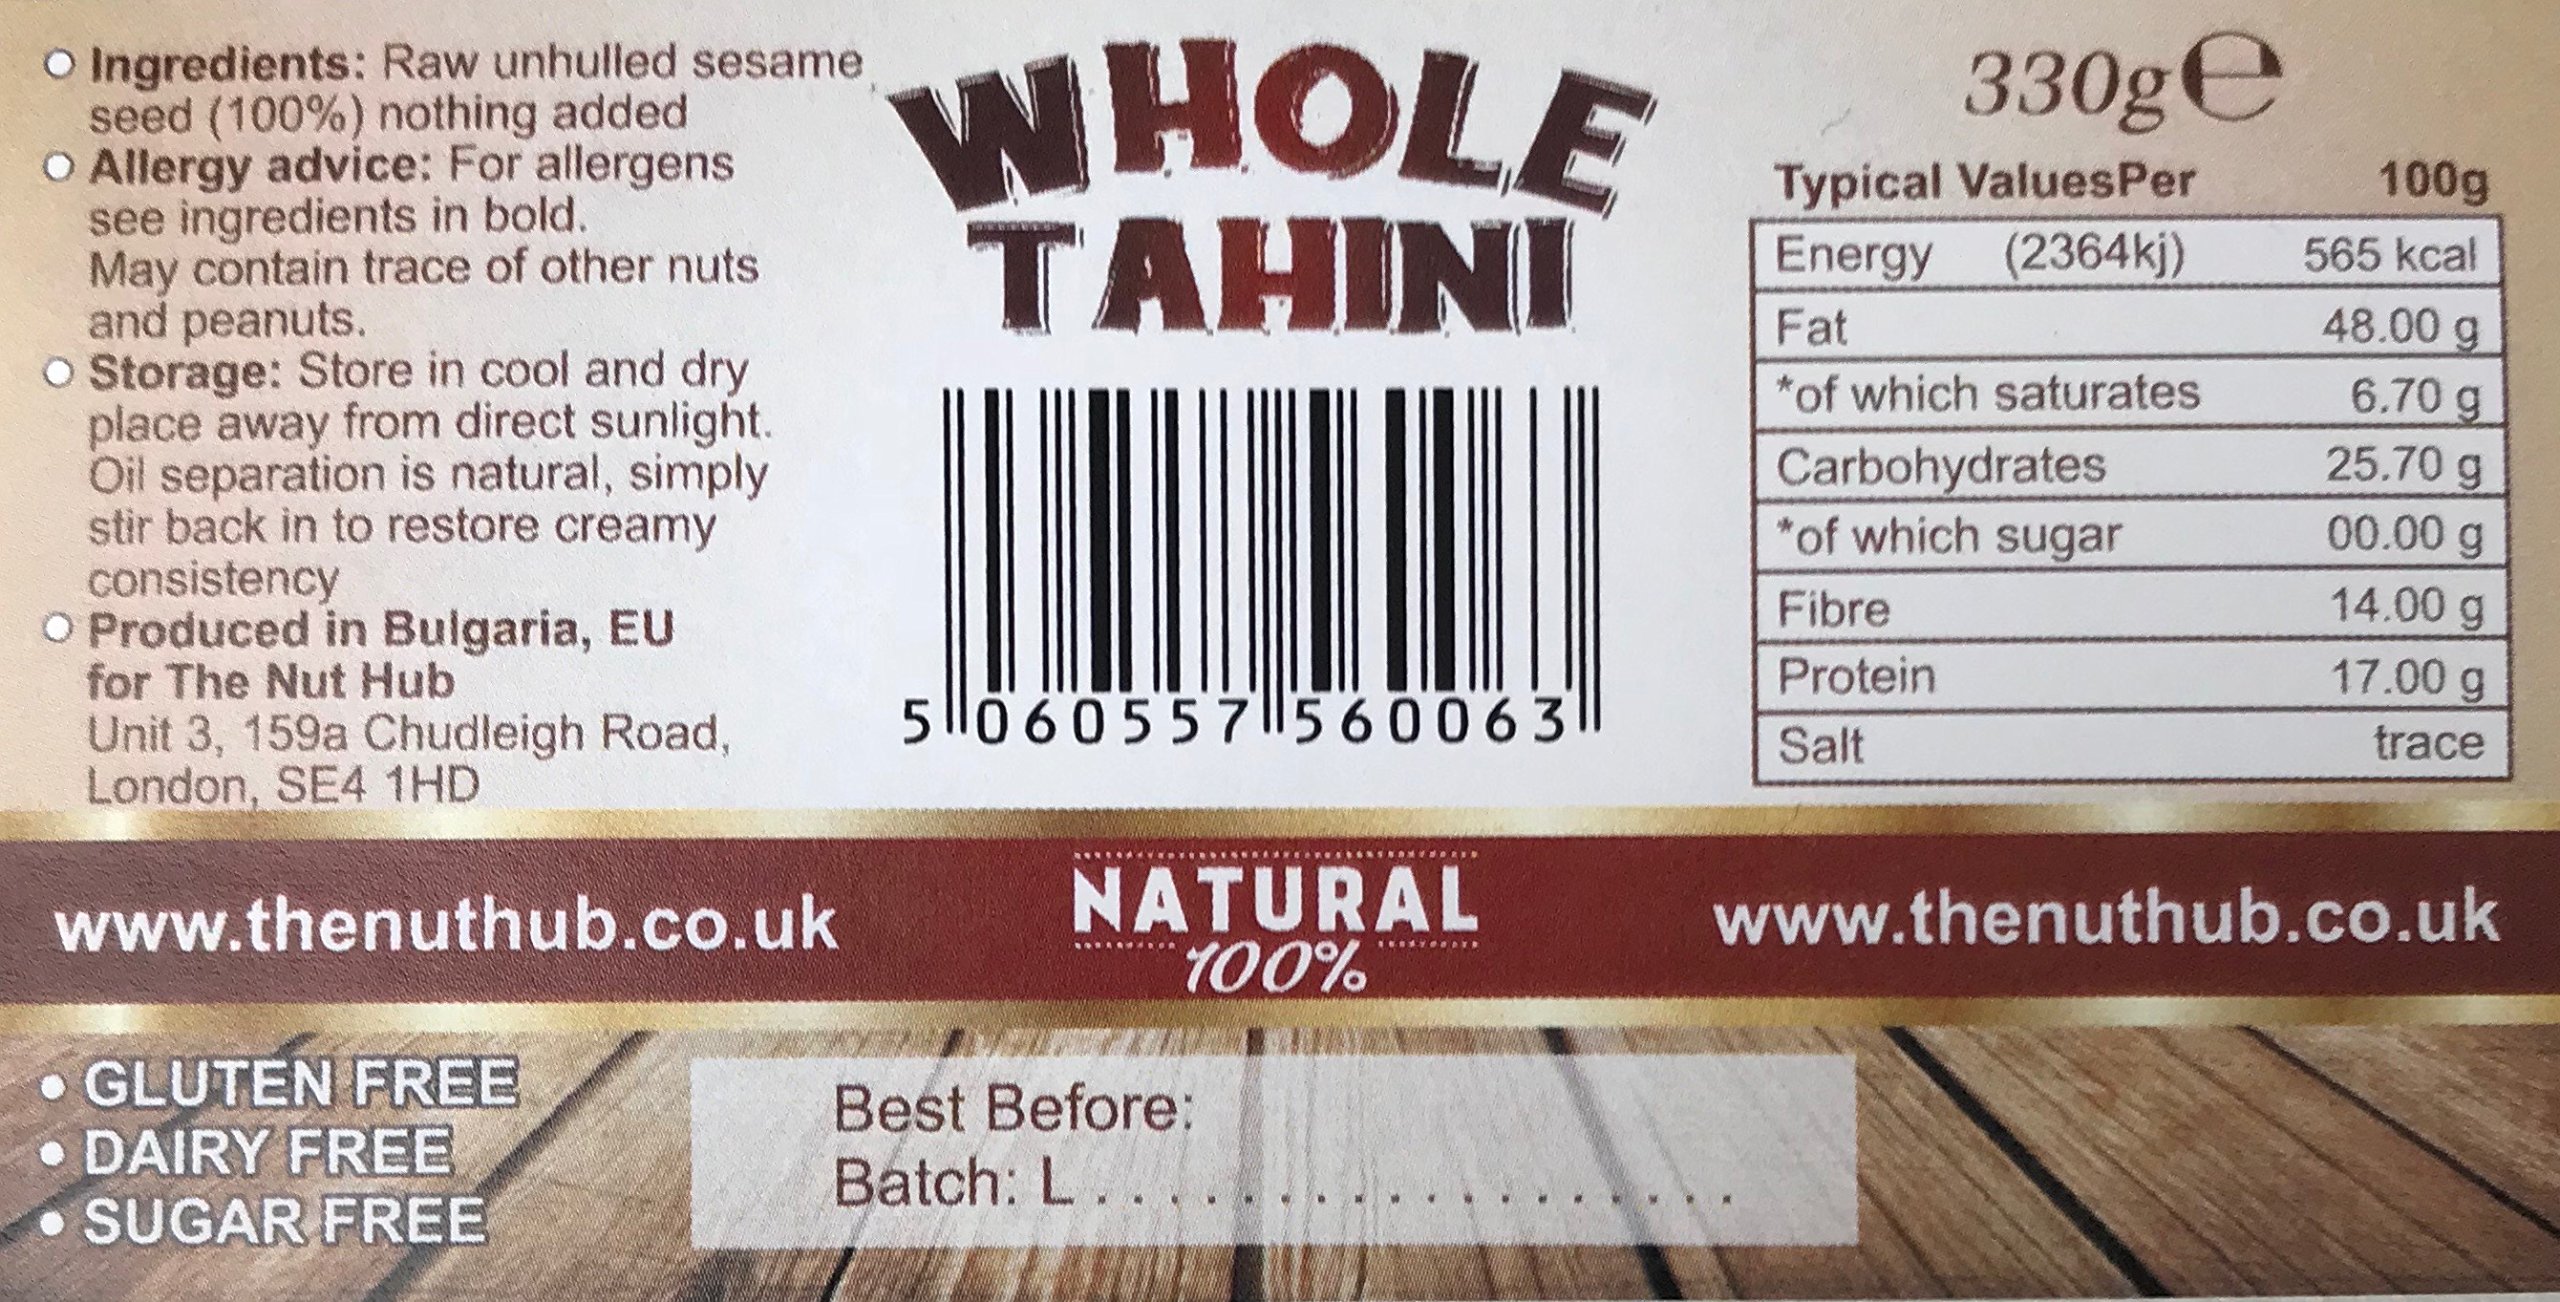 Ingredients: Raw unhulled sesame
seed (100%) nothing added
Allergy advice: For allergens
see ingredients in bold.
May contain trace of other nuts
and peanuts.
Storage: Store in cool and dry
place away from direct sunlight.
Oil separation is natural, simply
stir back in to restore creamy
consistency
Produced in Bulgaria, EU
for The Nut Hub
Unit 3, 159a Chudleigh Road,
London, SE4 1HD
WHOLE
TAHINI
5 060557 560063
330g℮
Typical ValuesPer 100g
Energy (2364kj) 565 kcal
Fat 48.00 g
*of which saturates 6.70 g
Carbohydrates 25.70 g
*of which sugar 00.00 g
Fibre 14.00 g
Protein 17.00 g
Salt trace
www.thenuthub.co.uk
NATURAL
100%
www.thenuthub.co.uk
• GLUTEN FREE
• DAIRY FREE
• SUGAR FREE
Best Before:
Batch: L . . . . . . . . . . . . . . . . . .